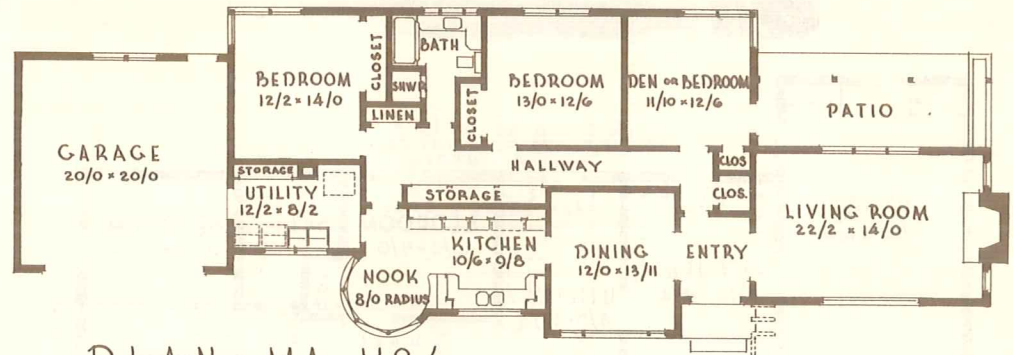 BATH
CLOSET
BEDROOM
12/2 × 14/0
SHWR
LINEN
CLOSET
BEDROOM
13/0 × 12/6
DEN OR BEDROOM
11/10 × 12/6
PATIO
GARAGE
20/0 × 20/0
HALLWAY
CLOS
CLOS.
STORAGE
UTILITY
12/2 × 8/2
STORAGE
LIVING ROOM
22/2 × 14/0
KITCHEN
10/6 × 9/8
DINING
12/0 × 13/11
ENTRY
NOOK
8/0 RADIUS
PLAN